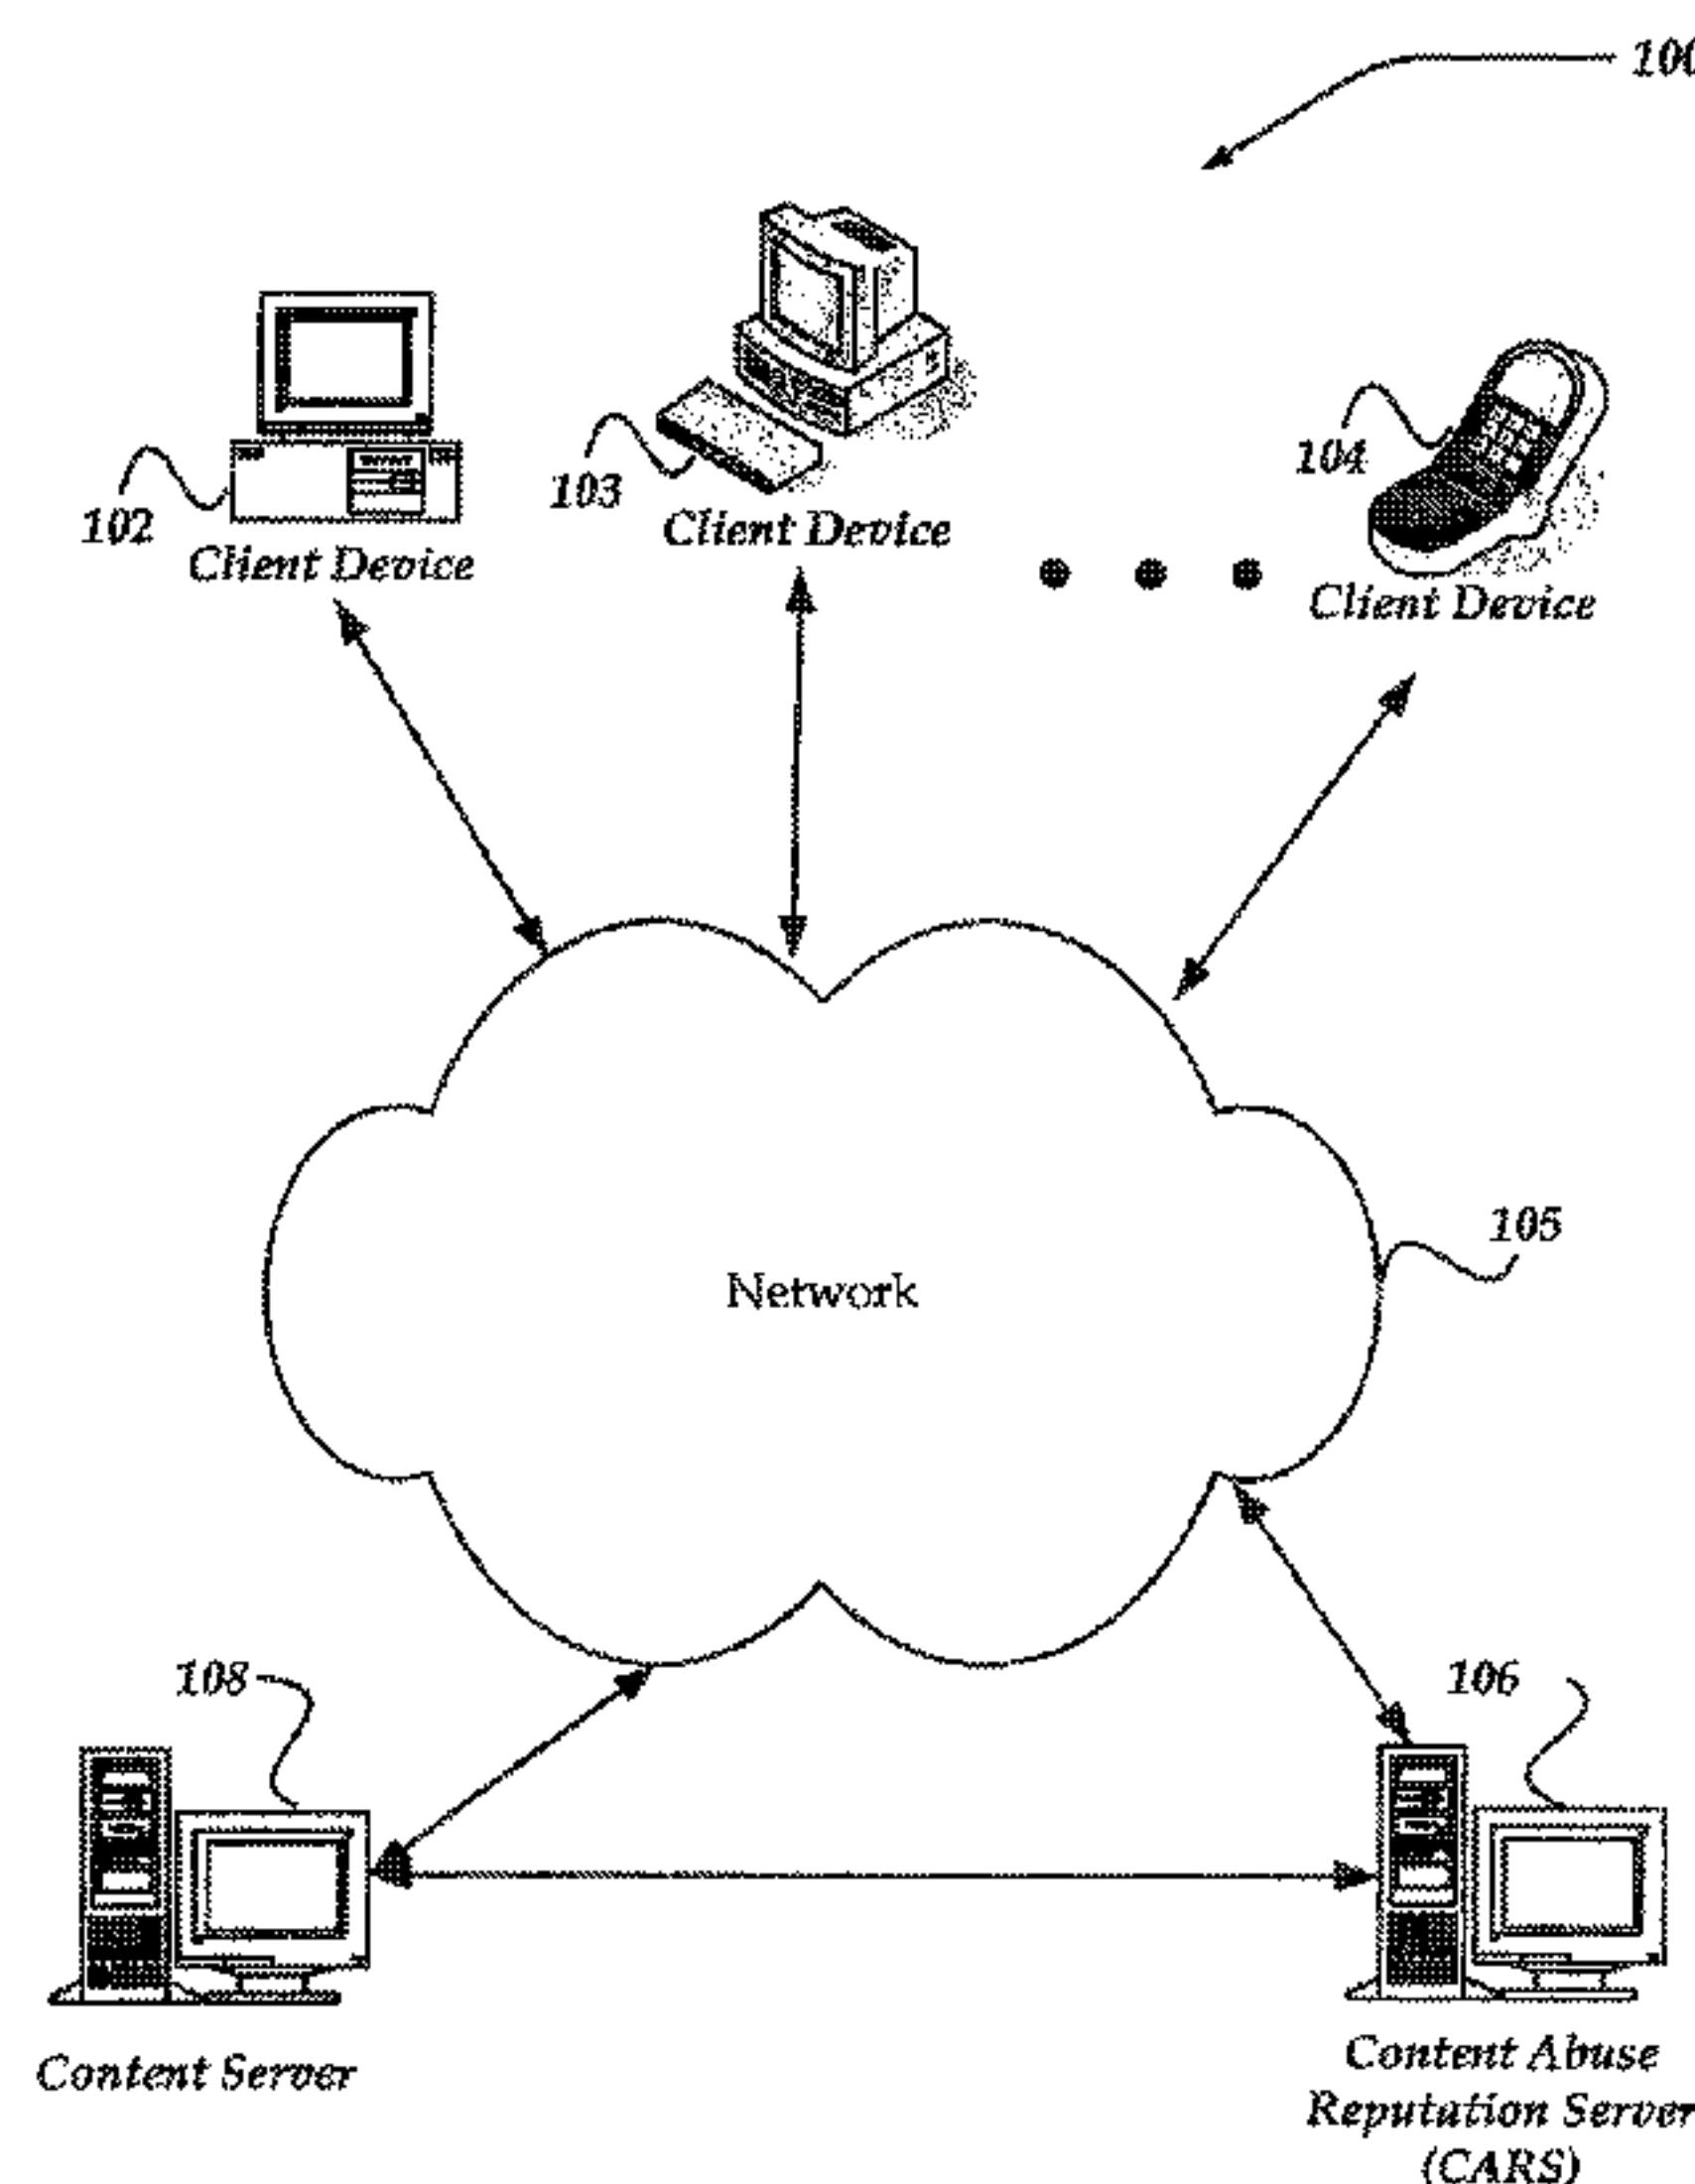 100
104
102
103
Client Device
Client Device
Client Device
105
Network
108
106
Content Server
Content Abuse
Reputation Server
(CARS)